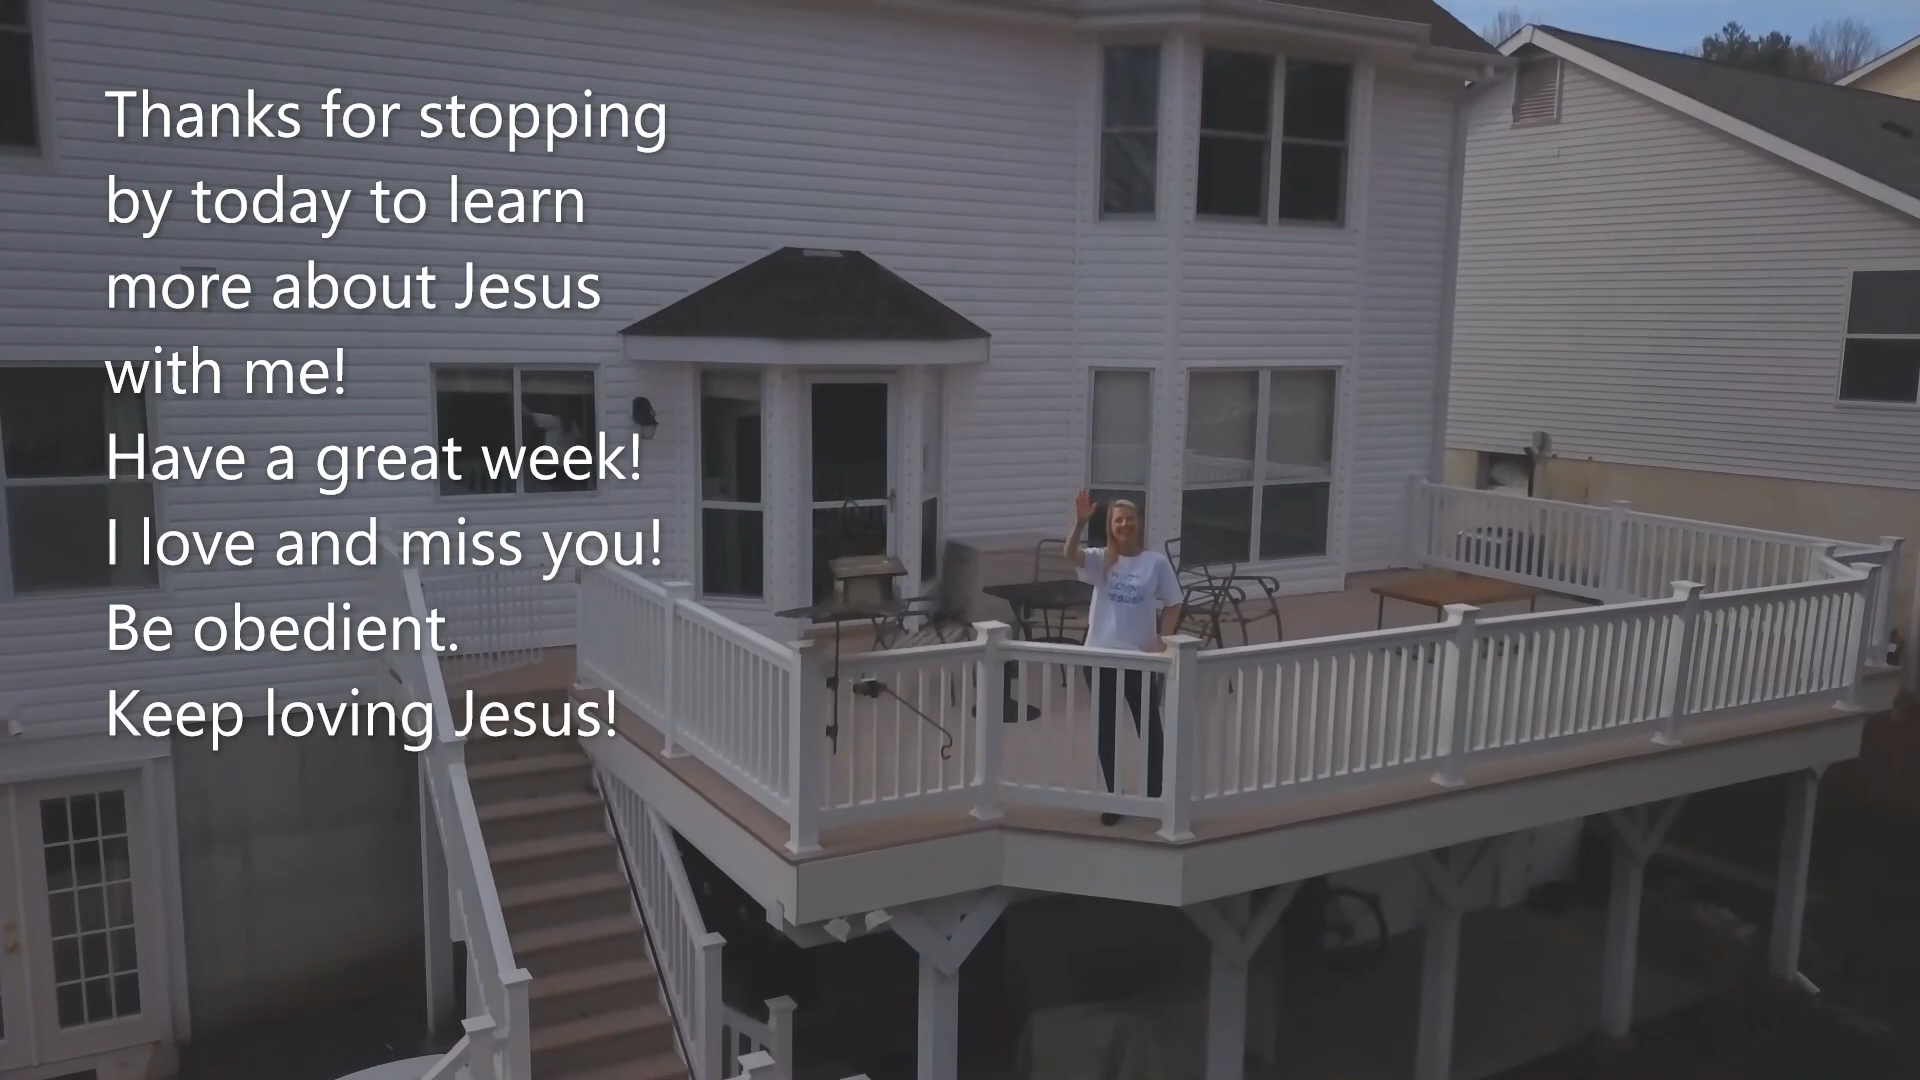 Thanks for stopping
by today to learn
more about Jesus
with me!
Have a great week!
I love and miss you!
Be obedient.
Keep loving Jesus!